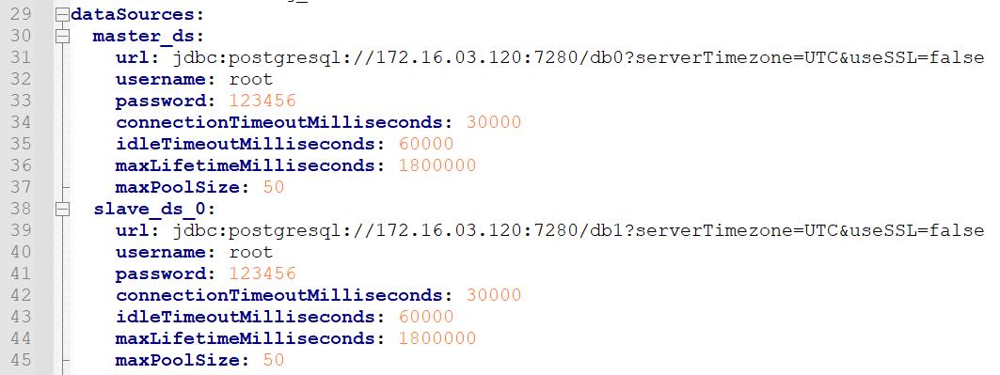 29 dataSources:
30 master_ds:
31 url: jdbc:postgresql://172.16.03.120:7280/db0?serverTimezone=UTC&useSSL=false
32 username: root
33 password: 123456
34 connectionTimeoutMilliseconds: 30000
35 idleTimeoutMilliseconds: 60000
36 maxLifetimeMilliseconds: 1800000
37 maxPoolSize: 50
38 slave_ds_0:
39 url: jdbc:postgresql://172.16.03.120:7280/db1?serverTimezone=UTC&useSSL=false
40 username: root
41 password: 123456
42 connectionTimeoutMilliseconds: 30000
43 idleTimeoutMilliseconds: 60000
44 maxLifetimeMilliseconds: 1800000
45 maxPoolSize: 50